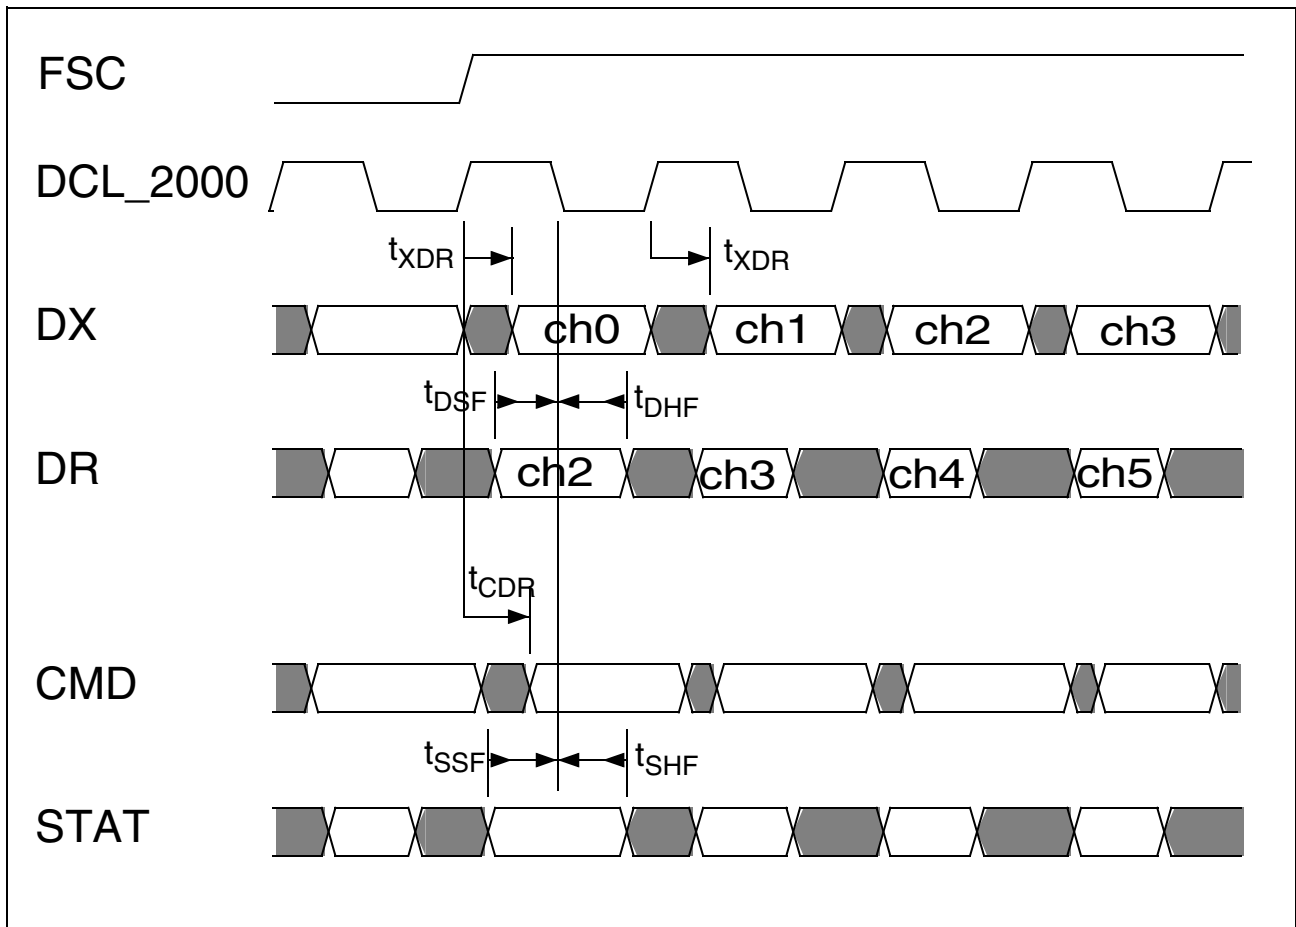 FSC
DCL_2000
tXDR tXDR
DX ch0 ch1 ch2 ch3
tDSF tDHF
DR ch2 ch3 ch4 ch5
tCDR
CMD
tSSF tSHF
STAT